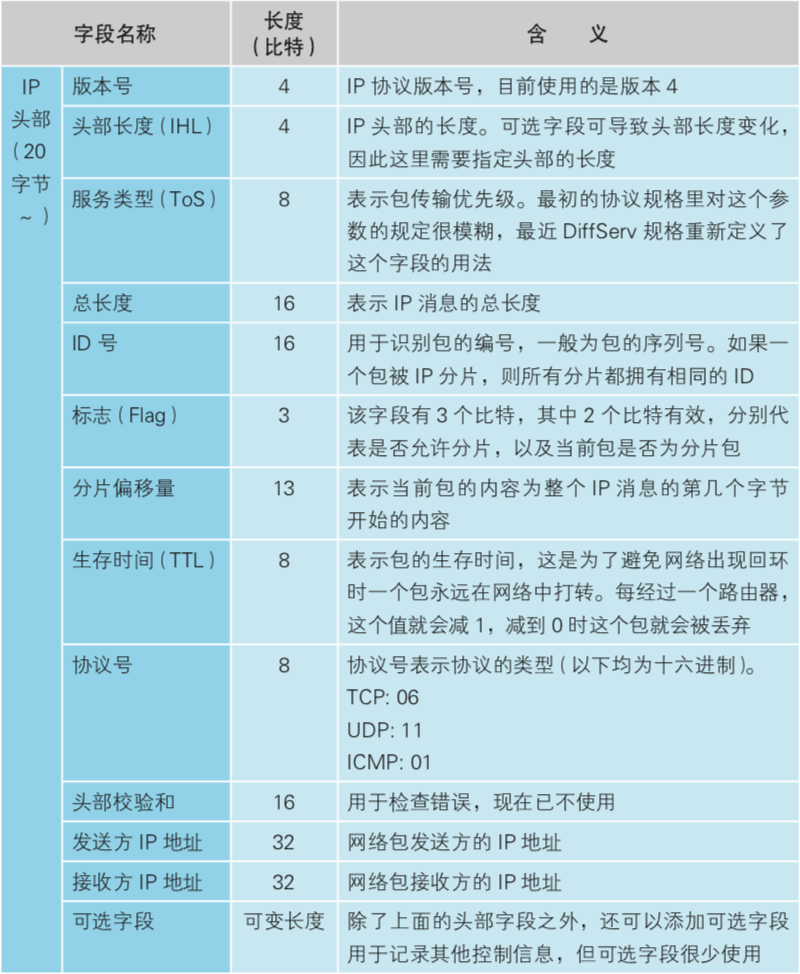 字段名称
长度
（比特）
含 义
IP
头部
（20
字节
~ ）
版本号
4
IP 协议版本号，目前使用的是版本 4
头部长度（IHL）
4
IP 头部的长度。可选字段可导致头部长度变化，
因此这里需要指定头部的长度
服务类型（ToS）
8
表示包传输优先级。最初的协议规格里对这个参
数的规定很模糊，最近 DiffServ 规格重新定义了
这个字段的用法
总长度
16
表示 IP 消息的总长度
ID 号
16
用于识别包的编号，一般为包的序列号。如果一
个包被 IP 分片，则所有分片都拥有相同的 ID
标志（Flag）
3
该字段有 3 个比特，其中 2 个比特有效，分别代
表是否允许分片，以及当前包是否为分片包
分片偏移量
13
表示当前包的内容为整个 IP 消息的第几个字节
开始的内容
生存时间（TTL）
8
表示包的生存时间，这是为了避免网络出现回环
时一个包永远在网络中打转。每经过一个路由器，
这个值就会减 1，减到 0 时这个包就会被丢弃
协议号
8
协议号表示协议的类型（以下均为十六进制）。
TCP: 06
UDP: 11
ICMP: 01
头部校验和
16
用于检查错误，现在已不使用
发送方 IP 地址
32
网络包发送方的 IP 地址
接收方 IP 地址
32
网络包接收方的 IP 地址
可选字段
可变长度
除了上面的头部字段之外，还可以添加可选字段
用于记录其他控制信息，但可选字段很少使用